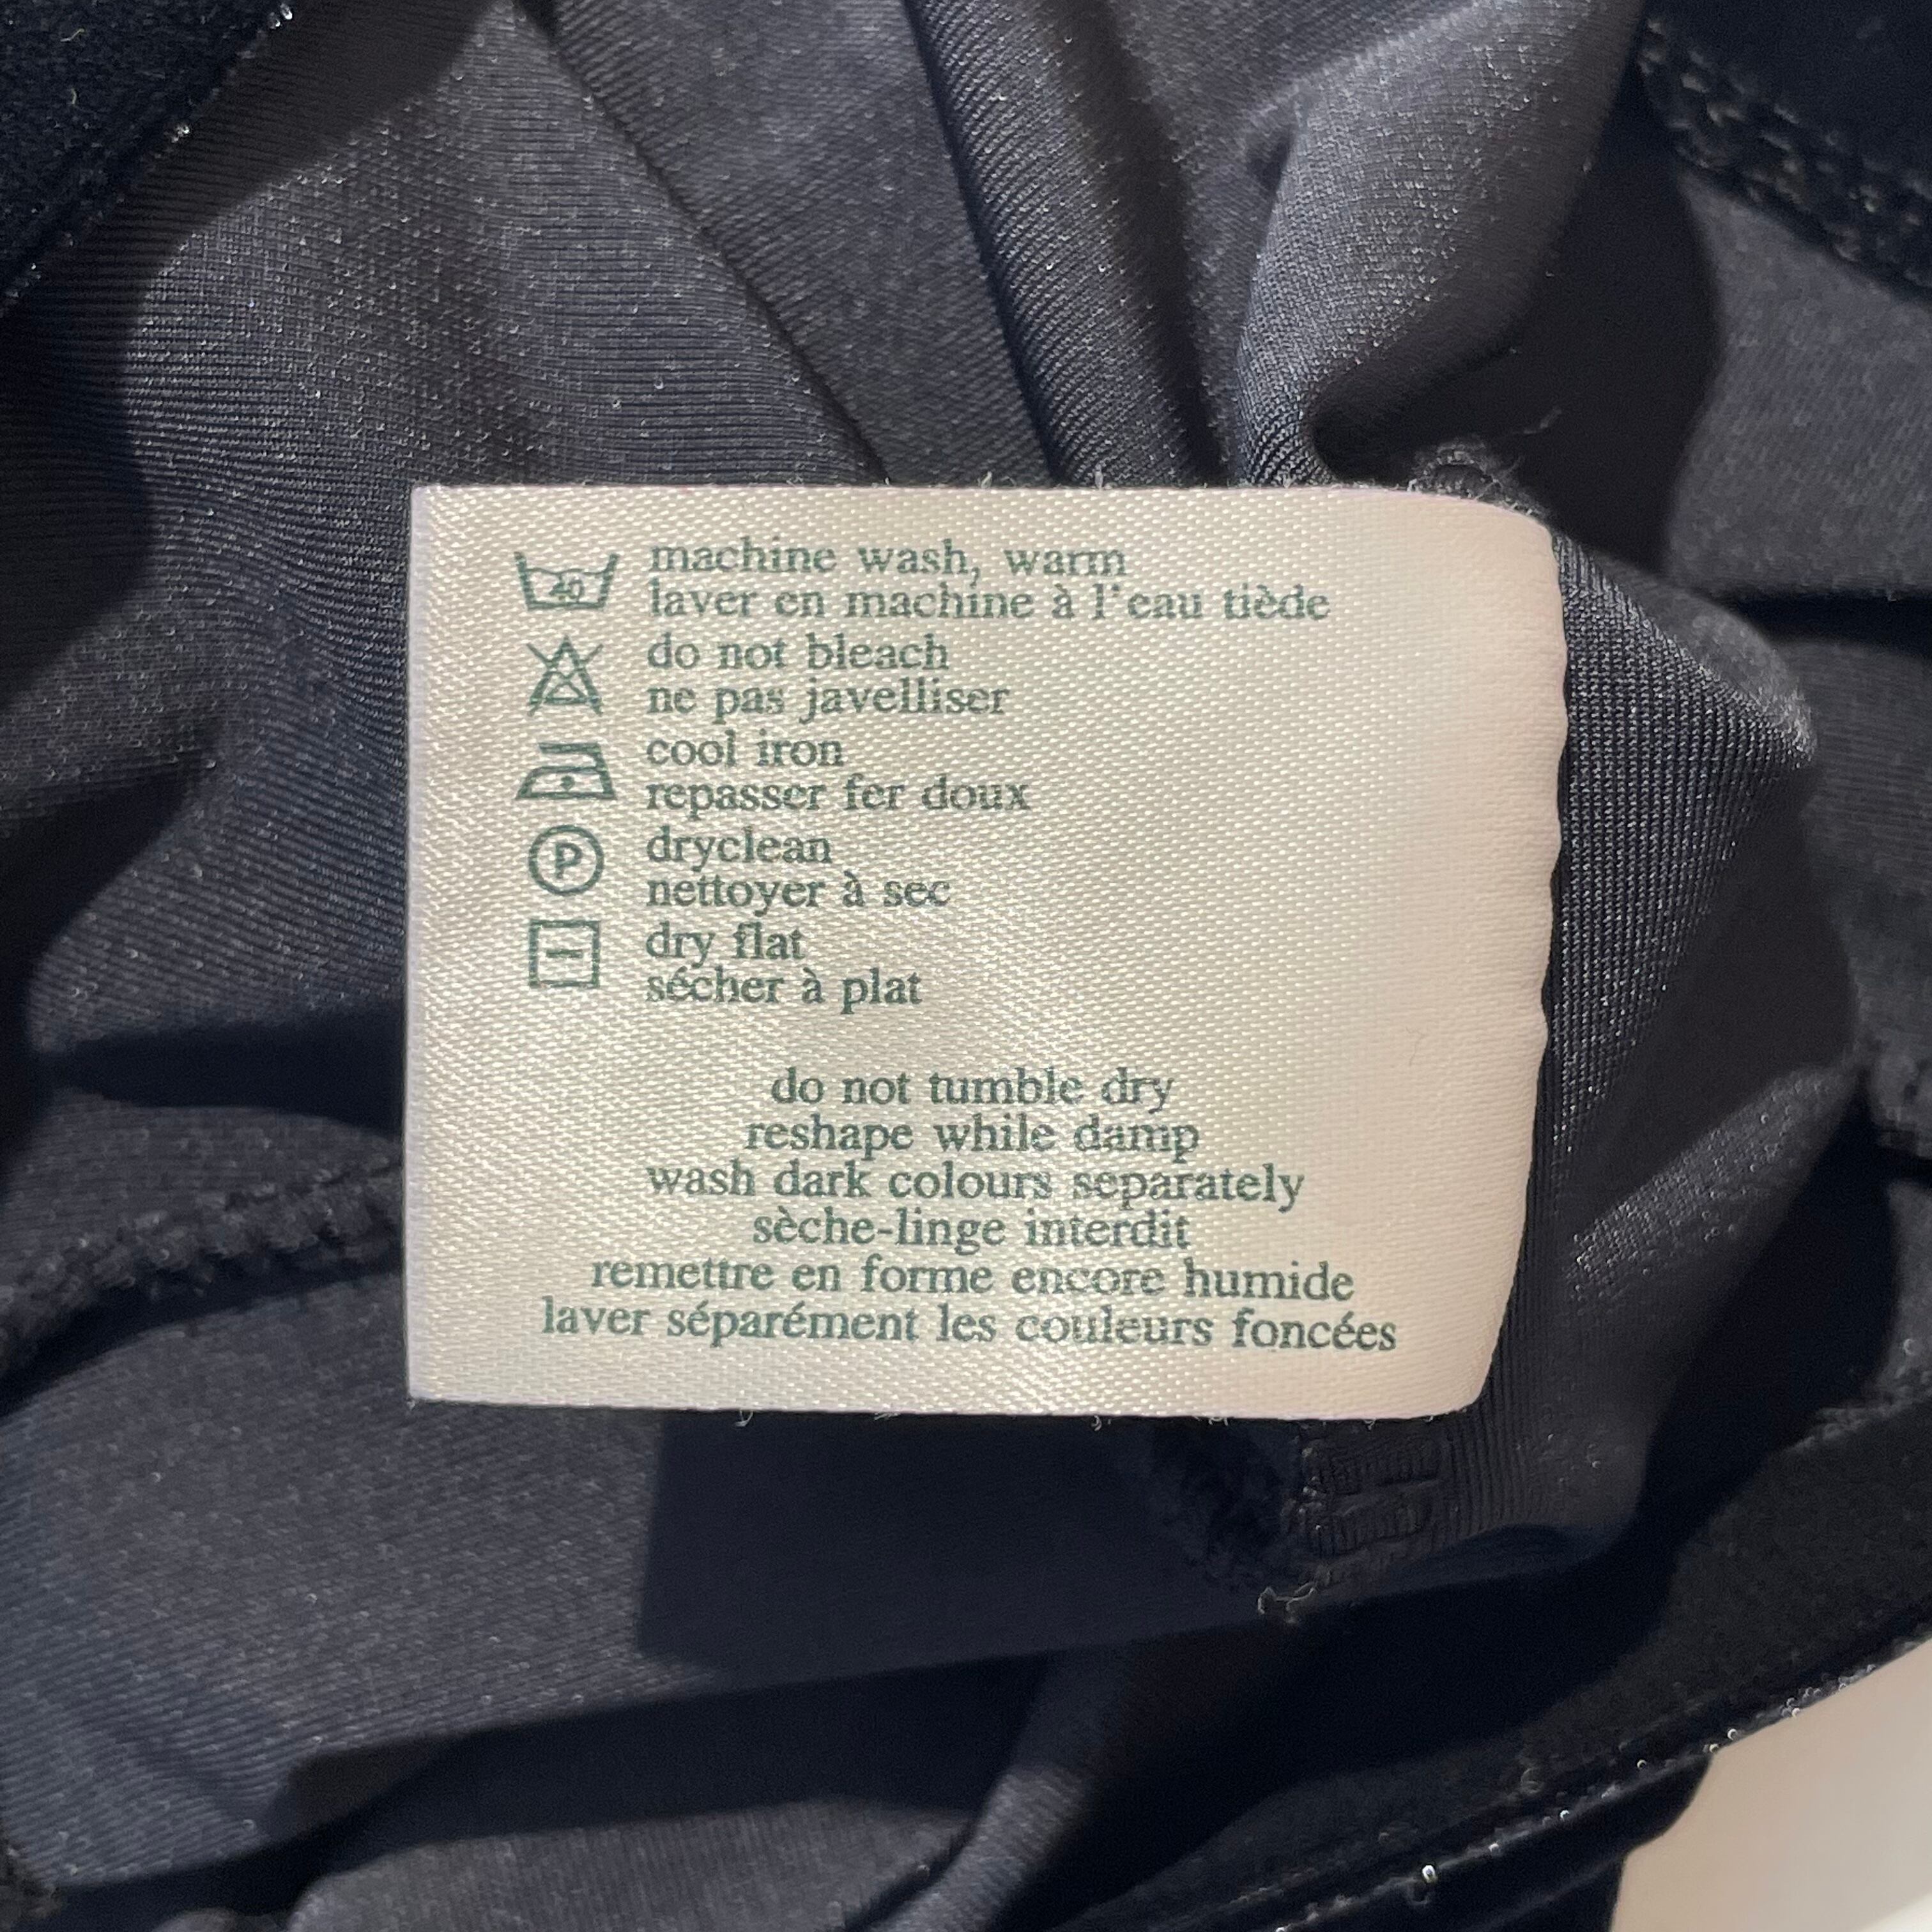 40
machine wash, warm
laver en machine à l'eau tiède
do not bleach
ne pas javelliser
cool iron
repasser fer doux
P
dryclean
nettoyer à sec
dry flat
sécher à plat
do not tumble dry
reshape while damp
wash dark colours separately
sèche-linge interdit
remettre en forme encore humide
laver séparément les couleurs foncées